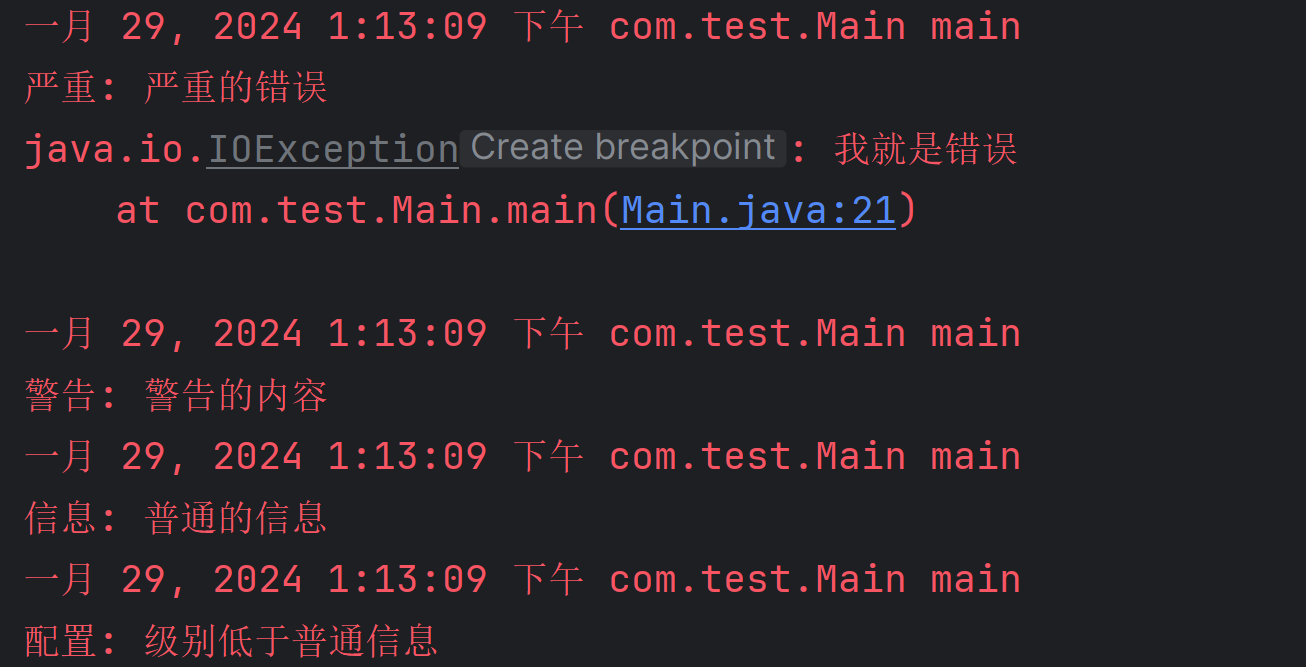 一月 29, 2024 1:13:09 下午 com.test.Main main
严重: 严重的错误
java.io.IOException Create breakpoint : 我就是错误
	at com.test.Main.main(Main.java:21)
一月 29, 2024 1:13:09 下午 com.test.Main main
警告: 警告的内容
一月 29, 2024 1:13:09 下午 com.test.Main main
信息: 普通的信息
一月 29, 2024 1:13:09 下午 com.test.Main main
配置: 级别低于普通信息